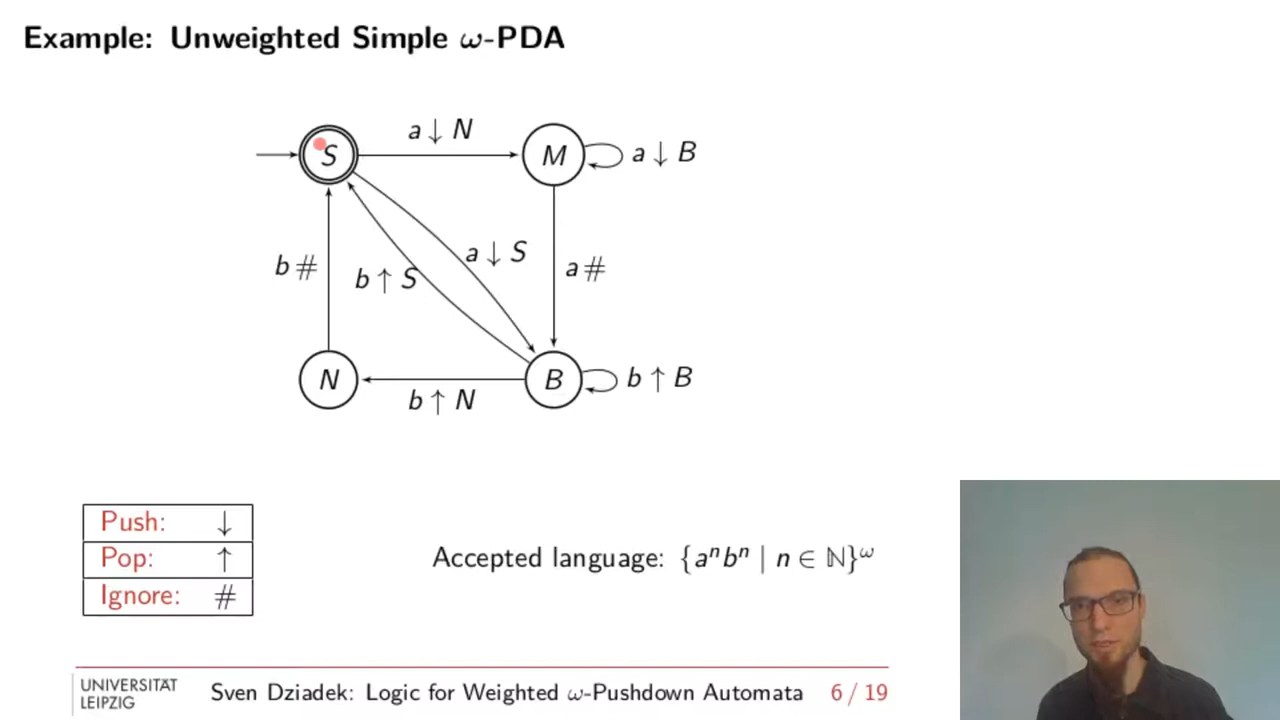 Example: Unweighted Simple ω-PDA
a ↓ N
S
M
a ↓ B
a ↓ S
b #
b ↑ S
a #
N
B
b ↑ B
b ↑ N
Push: ↓
Pop: ↑
Ignore: #
Accepted language: {aⁿbⁿ | n ∈ ℕ}^ω
UNIVERSITÄT
LEIPZIG
Sven Dziadek: Logic for Weighted ω-Pushdown Automata 6 / 19